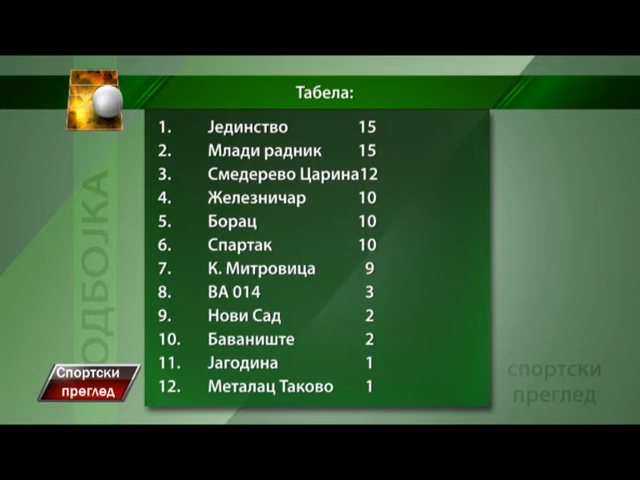 Табела:
1. Јединство 15
2. Млади радник 15
3. Смедерево Царина12
4. Железничар 10
5. Борац 10
6. Спартак 10
7. К. Митровица 9
8. ВА 014 3
9. Нови Сад 2
10. Баваниште 2
11. Јагодина 1
12. Металац Таково 1
ОДБОЈКА
Спортски
преглед
спортски
преглед